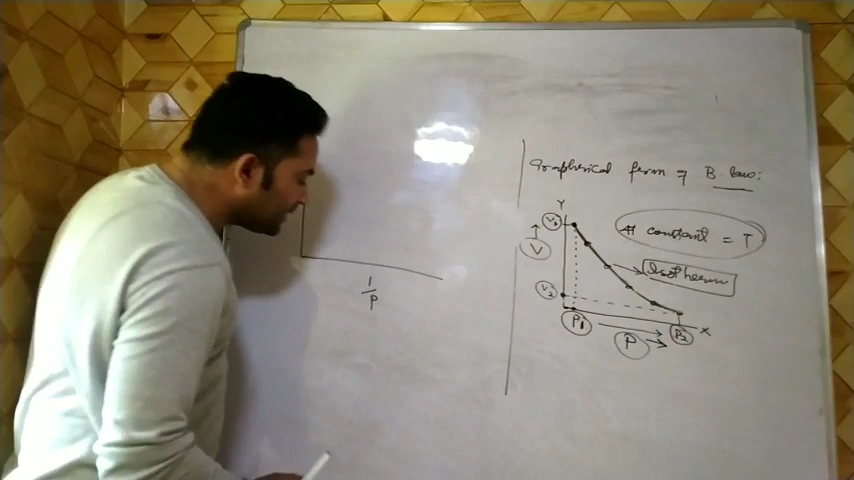 1
P
Graphical form of B. law:
Y
V₁
At constant = T
V
Isotherm
V₂
P₁
P
P₂
X